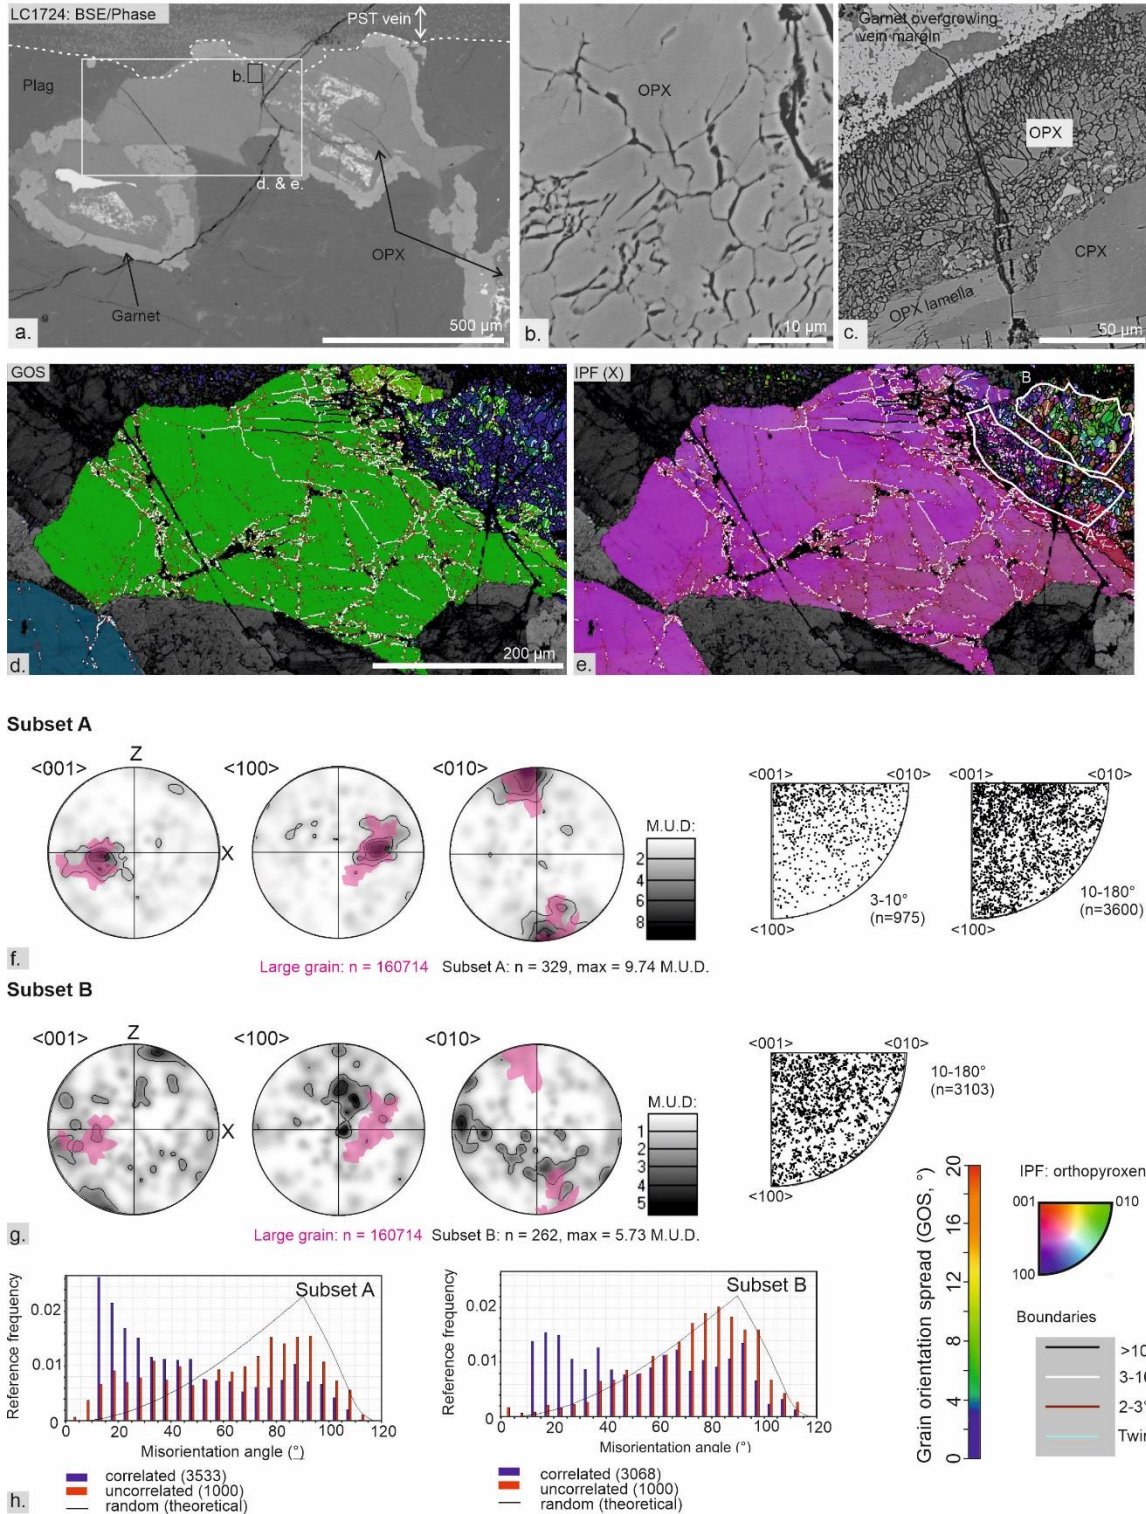 LC1724: BSE/Phase
PST vein
Plag
b.
d. & e.
OPX
Garnet
500 µm
a.
OPX
10 µm
b.
Garnet overgrowing
vein margin
OPX
CPX
OPX lamella
50 µm
c.
GOS
200 µm
d.
IPF (X)
B
A
e.
Subset A
<001>
Z
X
<100>
<010>
M.U.D:
2
4
6
8
<001>
<010>
<100>
3-10°
(n=975)
<001>
<010>
<100>
10-180°
(n=3600)
f.
Large grain: n = 160714 Subset A: n = 329, max = 9.74 M.U.D.
Subset B
<001>
Z
X
<100>
<010>
M.U.D:
1
2
3
4
5
<001>
<010>
<100>
10-180°
(n=3103)
g.
Large grain: n = 160714 Subset B: n = 262, max = 5.73 M.U.D.
Subset A
Reference frequency
0.02
0.01
0
0 20 40 60 80 100 120
Misorientation angle (°)
correlated (3533)
uncorrelated (1000)
random (theoretical)
Subset B
Reference frequency
0.02
0.01
0
0 20 40 60 80 100 120
Misorientation angle (°)
correlated (3068)
uncorrelated (1000)
random (theoretical)
h.
Grain orientation spread (GOS, °)
0 4 8 12 16 20
IPF: orthopyroxen
001
010
100
Boundaries
>10
3-10
2-3°
Twin